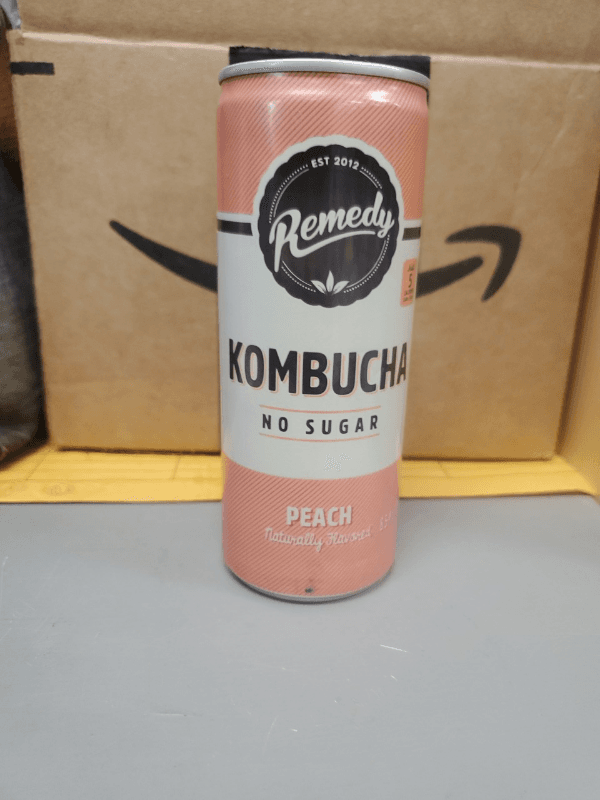 EST 2012
Remedy
KOMBUCHA
NO SUGAR
PEACH
Naturally Flavored